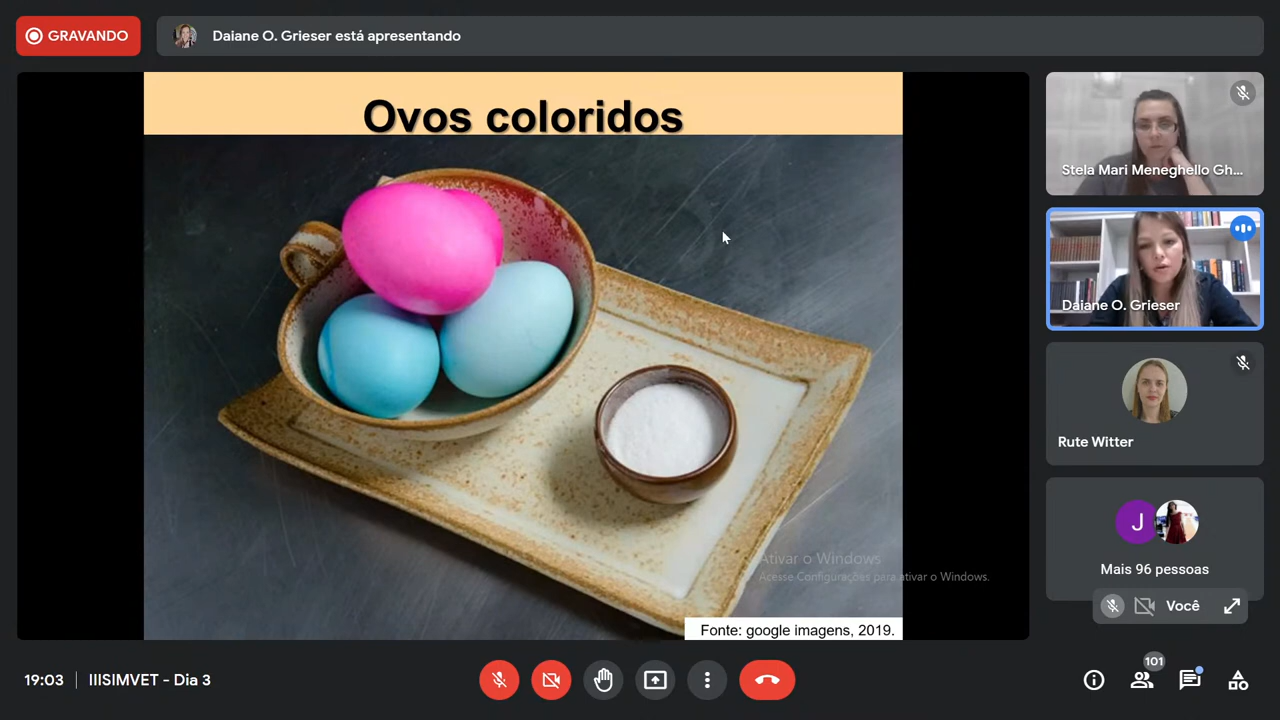 GRAVANDO
Daiane O. Grieser está apresentando
Ovos coloridos
Stela Mari Meneghello Gh...
Daiane O. Grieser
Rute Witter
J
Mais 96 pessoas
Ativar o Windows
Acesse Configurações para ativar o Windows.
Você
Fonte: google imagens, 2019.
19:03
IIISIMVET - Dia 3
101